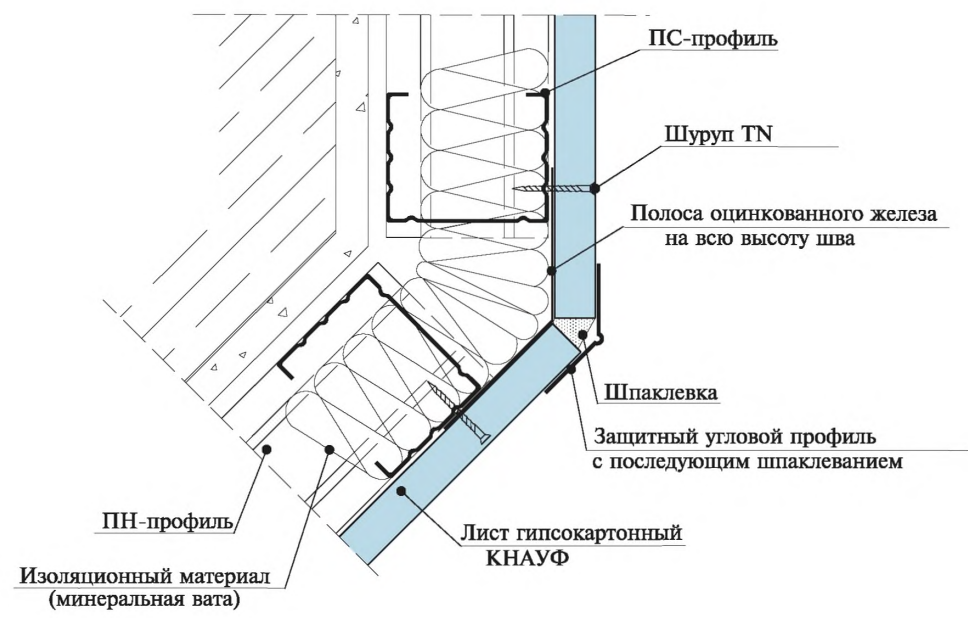 ПС-профиль
Шуруп TN
Полоса оцинкованного железа
на всю высоту шва
Шпаклевка
Защитный угловой профиль
с последующим шпаклеванием
ПН-профиль
Лист гипсокартонный
КНАУФ
Изоляционный материал
(минеральная вата)